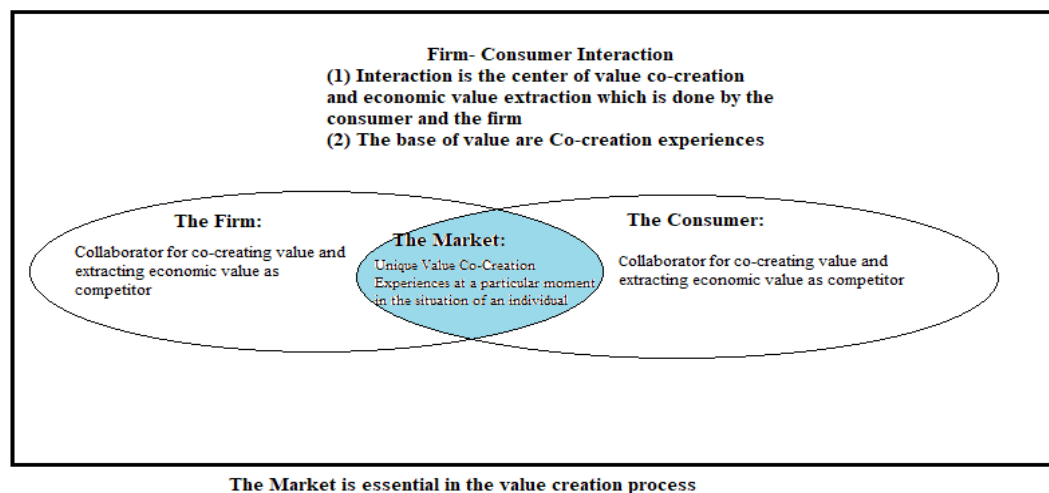 Firm- Consumer Interaction
(1) Interaction is the center of value co-creation
and economic value extraction which is done by the
consumer and the firm
(2) The base of value are Co-creation experiences
The Firm:
Collaborator for co-creating value and
extracting economic value as
competitor
The Market:
Unique Value Co-Creation
Experiences at a particular moment
in the situation of an individual
The Consumer:
Collaborator for co-creating value and
extracting economic value as competitor
The Market is essential in the value creation process